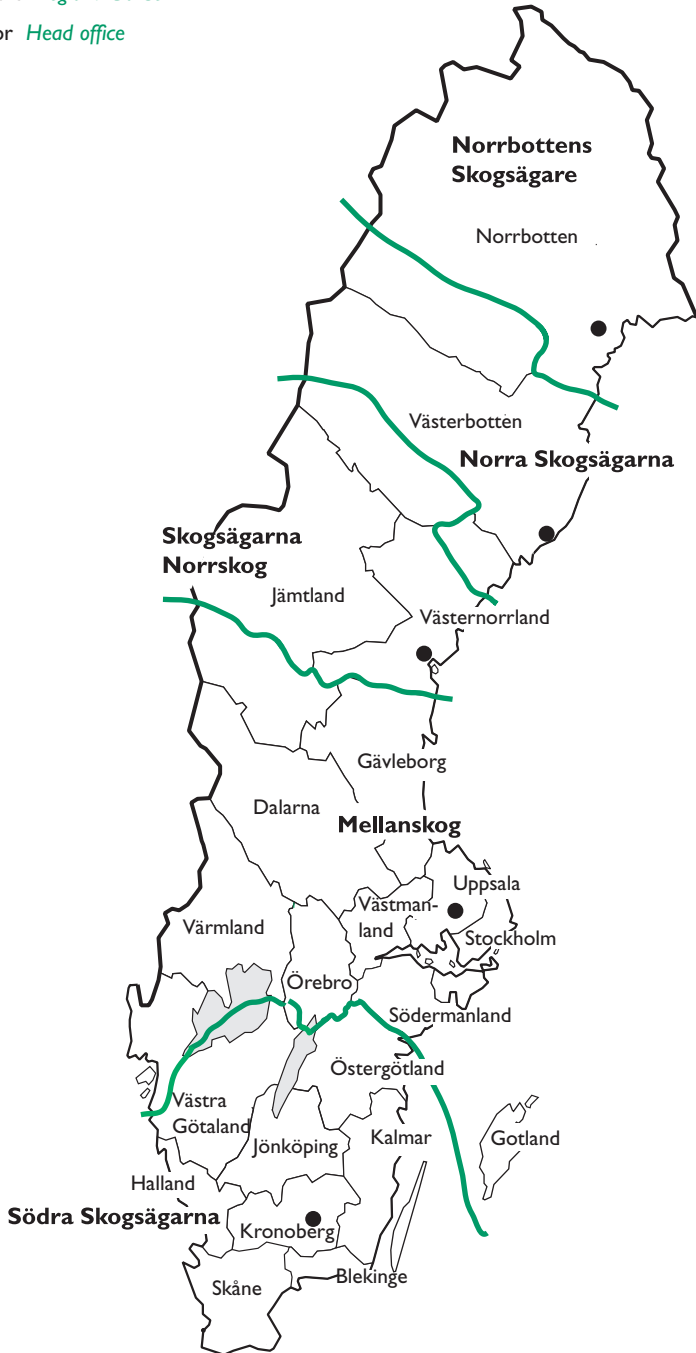 or Head office
Norrbottens
Skogsägare
Norrbotten
Västerbotten
Norra Skogsägarna
Skogsägarna
Norrskog
Jämtland
Västernorrland
Gävleborg
Dalarna
Mellanskog
Uppsala
Västman-
land
Värmland
Stockholm
Örebro
Södermanland
Östergötland
Västra
Götaland
Kalmar
Gotland
Jönköping
Halland
Södra Skogsägarna
Kronoberg
Blekinge
Skåne